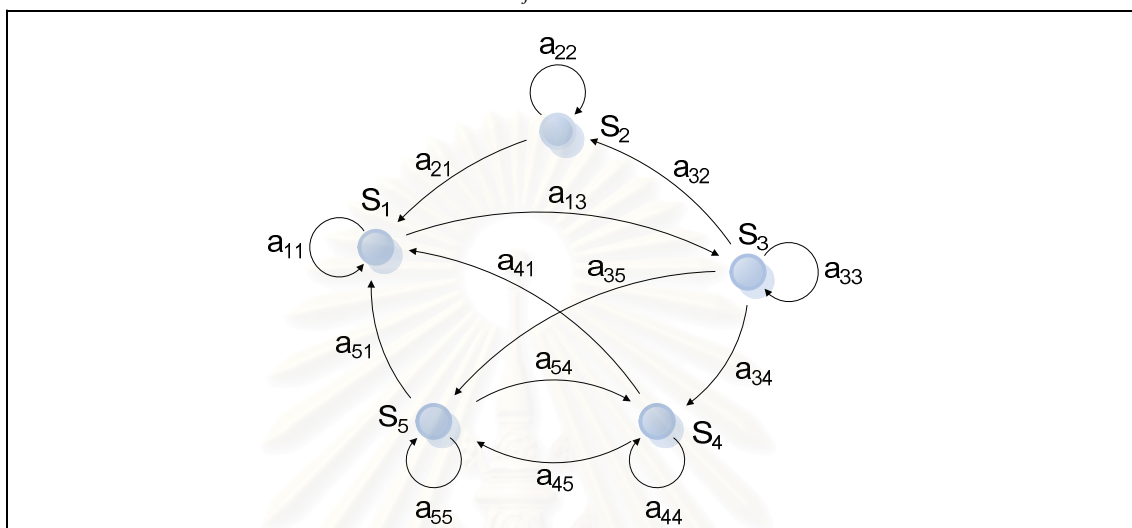 a₂₂
S₂
a₂₁
a₃₂
S₁
a₁₃
S₃
a₁₁
a₄₁
a₃₅
a₃₃
a₅₁
a₅₄
a₃₄
S₅
S₄
a₄₅
a₅₅
a₄₄